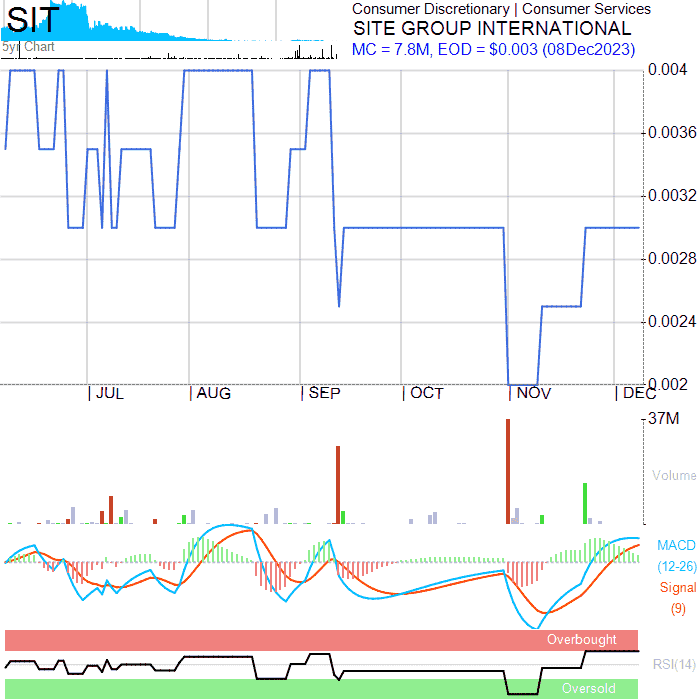 SIT
5yr Chart
Consumer Discretionary | Consumer Services
SITE GROUP INTERNATIONAL
MC = 7.8M, EOD = $0.003 (08Dec2023)
0.004
0.0036
0.0032
0.0028
0.0024
0.002
JUL AUG SEP OCT NOV DEC
37M
Volume
MACD
(12-26)
Signal
(9)
Overbought
RSI(14)
Oversold